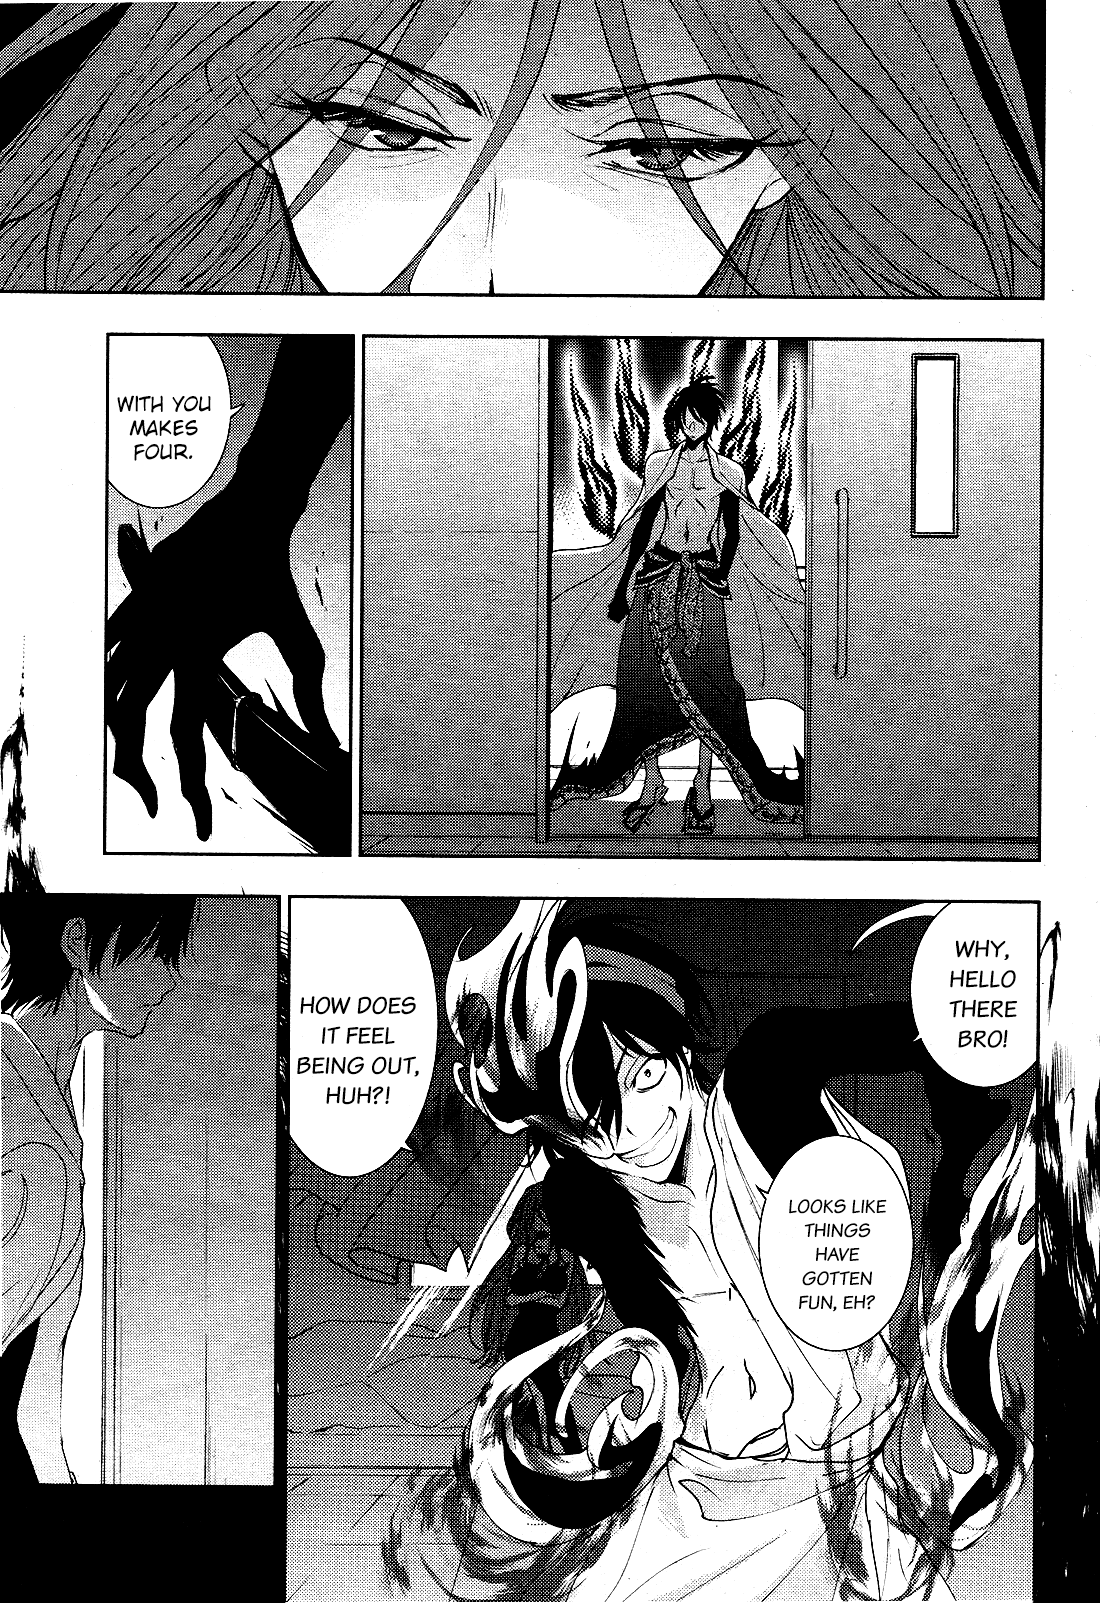 WITH YOU
MAKES
FOUR.
WHY,
HELLO
THERE
BRO!
LOOKS LIKE
THINGS
HAVE
GOTTEN
FUN, EH?
HOW DOES
IT FEEL
BEING OUT,
HUH?!